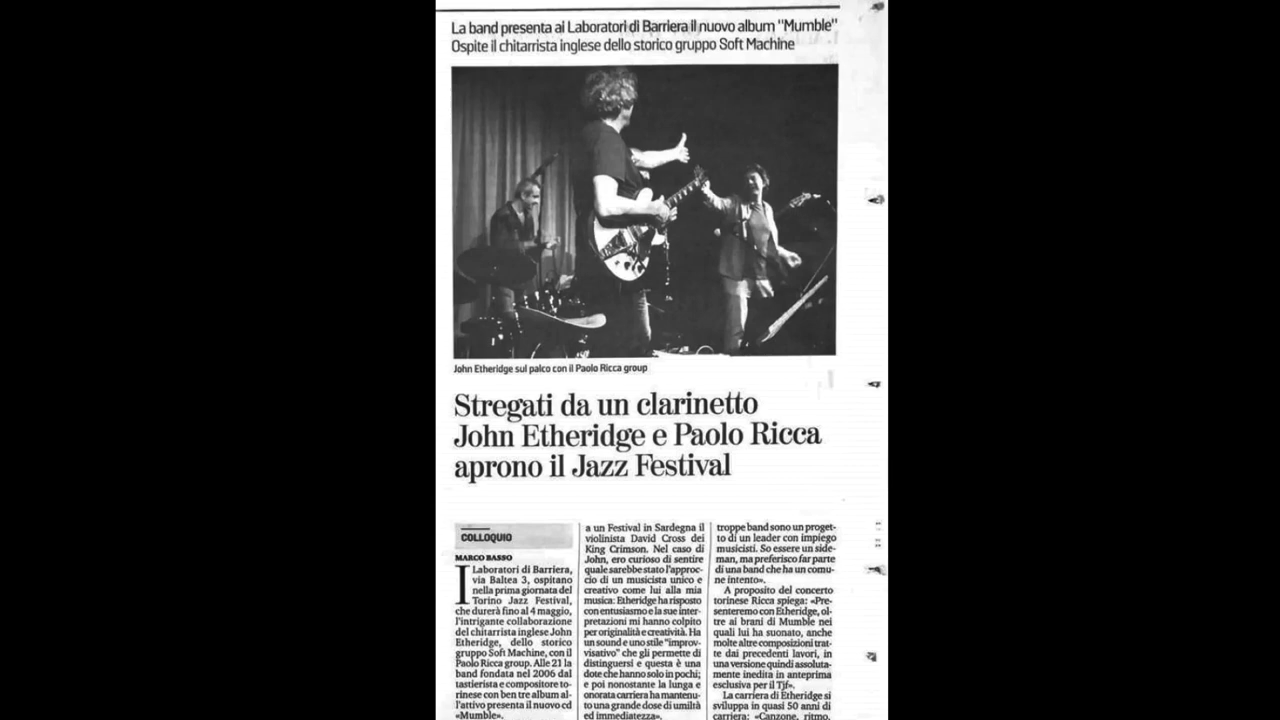 La band presenta ai Laboratori di Barriera il nuovo album "Mumble"
Ospite il chitarrista inglese dello storico gruppo Soft Machine
John Etheridge sul palco con il Paolo Ricca group
Stregati da un clarinetto
John Etheridge e Paolo Ricca
aprono il Jazz Festival
COLLOQUIO
MARCO BASSO
I Laboratori di Barriera,
via Baltea 3, ospitano
nella prima giornata del
Torino Jazz Festival,
che durerà fino al 4 maggio,
l'intrigante collaborazione
del chitarrista inglese John
Etheridge, dello storico
gruppo Soft Machine, con il
Paolo Ricca group. Alle 21 la
band fondata nel 2006 dal
tastierista e compositore to-
rinese con ben tre album al-
l'attivo presenta il nuovo cd
«Mumble».
a un Festival in Sardegna il
violinista David Cross dei
King Crimson. Nel caso di
John, ero curioso di sentire
quale sarebbe stato l'approc-
cio di un musicista unico e
creativo come lui alla mia
musica: Etheridge ha risposto
con entusiasmo e la sue inter-
pretazioni mi hanno colpito
per originalità e creatività. Ha
un sound e uno stile "improv-
visativo" che gli permette di
distinguersi e questa è una
dote che hanno solo in pochi;
e poi nonostante la lunga e
onorata carriera ha mantenu-
to una grande dose di umiltà
ed immediatezza».
troppe band sono un proget-
to di un leader con impiego
musicisti. So essere un side-
man, ma preferisco far parte
di una band che ha un comu-
ne intento».
A proposito del concerto
torinese Ricca spiega: «Pre-
senteremo con Etheridge, ol-
tre ai brani di Mumble nei
quali lui ha suonato, anche
molte altre composizioni trat-
te dai precedenti lavori, in
una versione quindi assoluta-
mente inedita in anteprima
esclusiva per il Tjf».
La carriera di Etheridge si
sviluppa in quasi 50 anni di
carriera: «Canzone, ritmo,